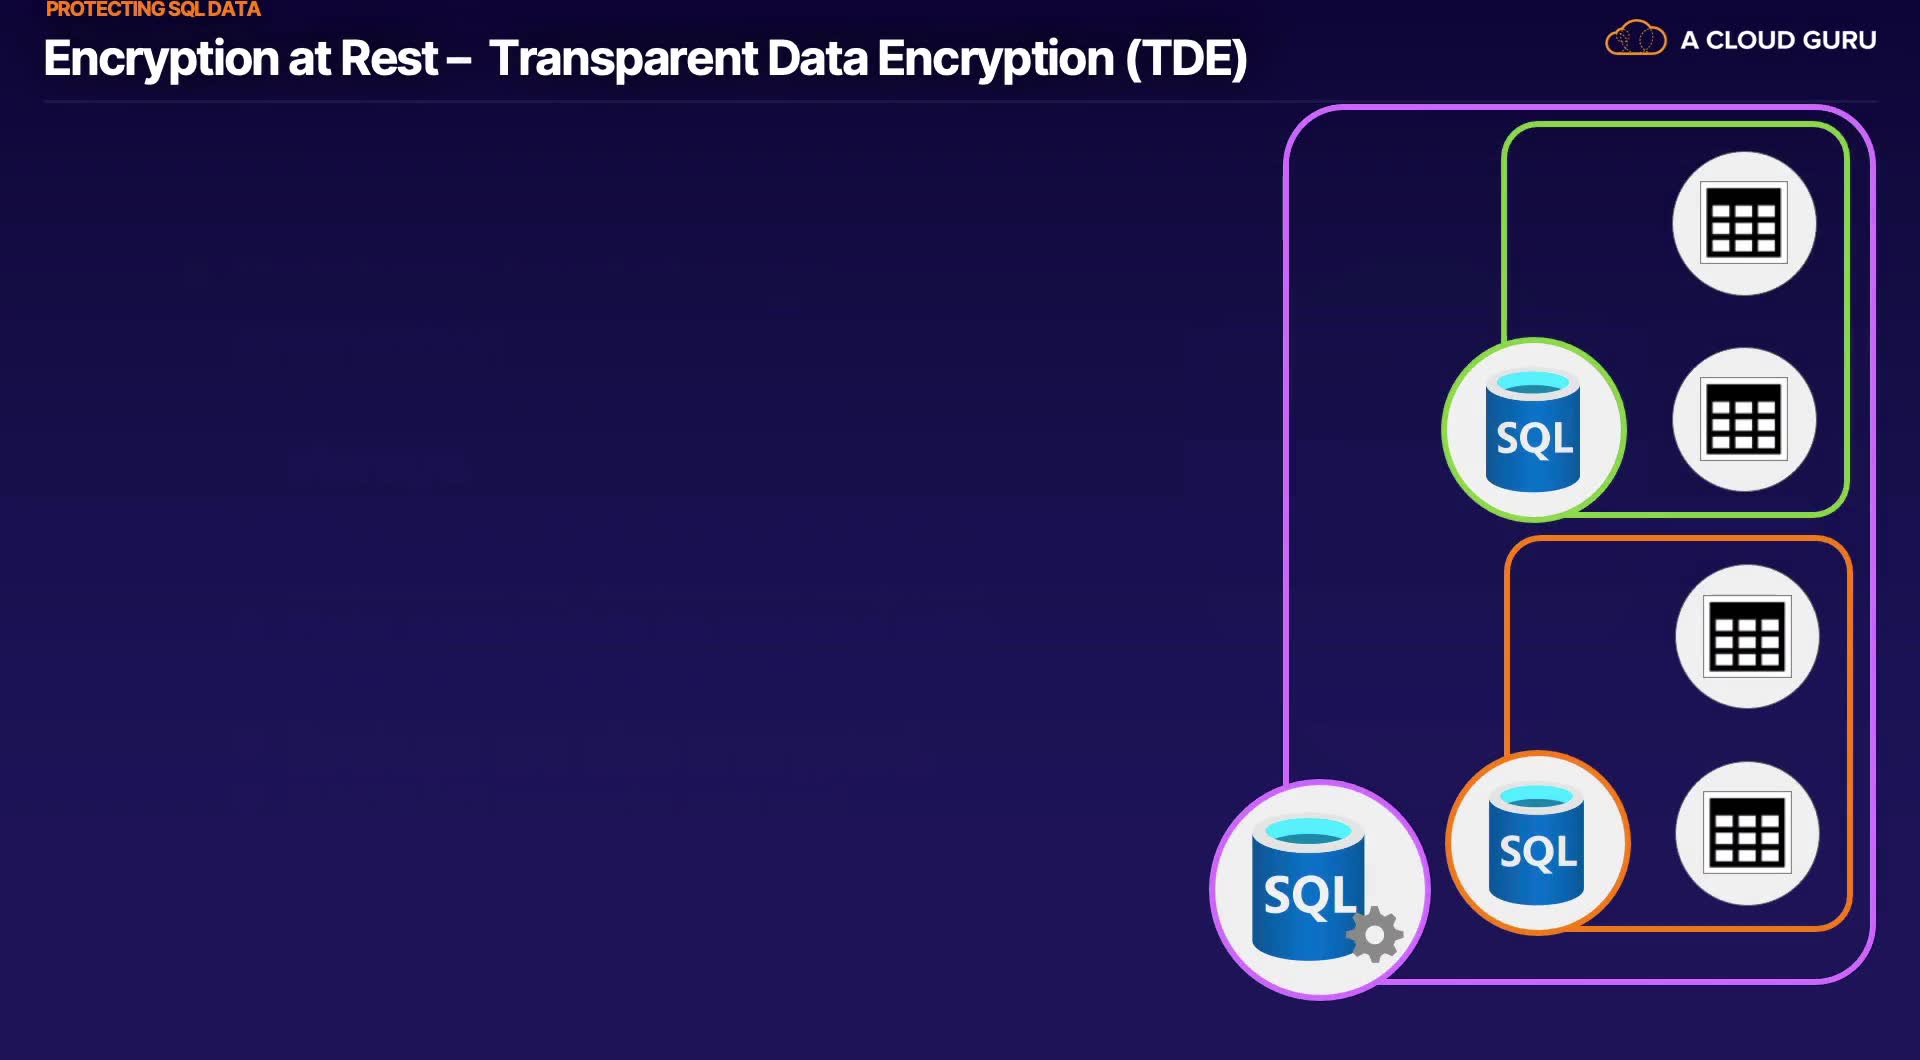 PROTECTING SQL DATA
Encryption at Rest – Transparent Data Encryption (TDE)
A CLOUD GURU
SQL
SQL
SQL